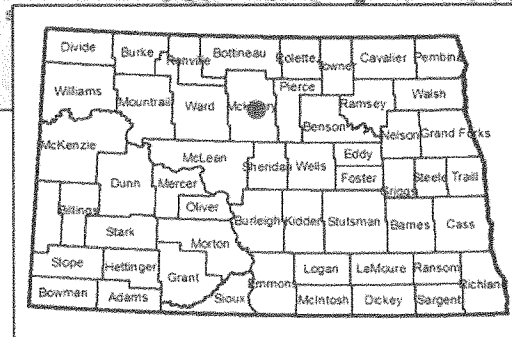 Divide Burke Renville Bottineau Rolette Towner Cavalier Pembina
Williams Mountrail Ward McHenry Pierce Ramsey Walsh
McKenzie Benson Nelson Grand Forks
McLean Sheridan Wells Eddy
Dunn Mercer Foster Griggs Steele Traill
Billings Oliver Burleigh Kidder Stutsman Barnes Cass
Stark Morton
Slope Hettinger Grant Logan LaMoure Ransom Richland
Bowman Adams Sioux Emmons McIntosh Dickey Sargent